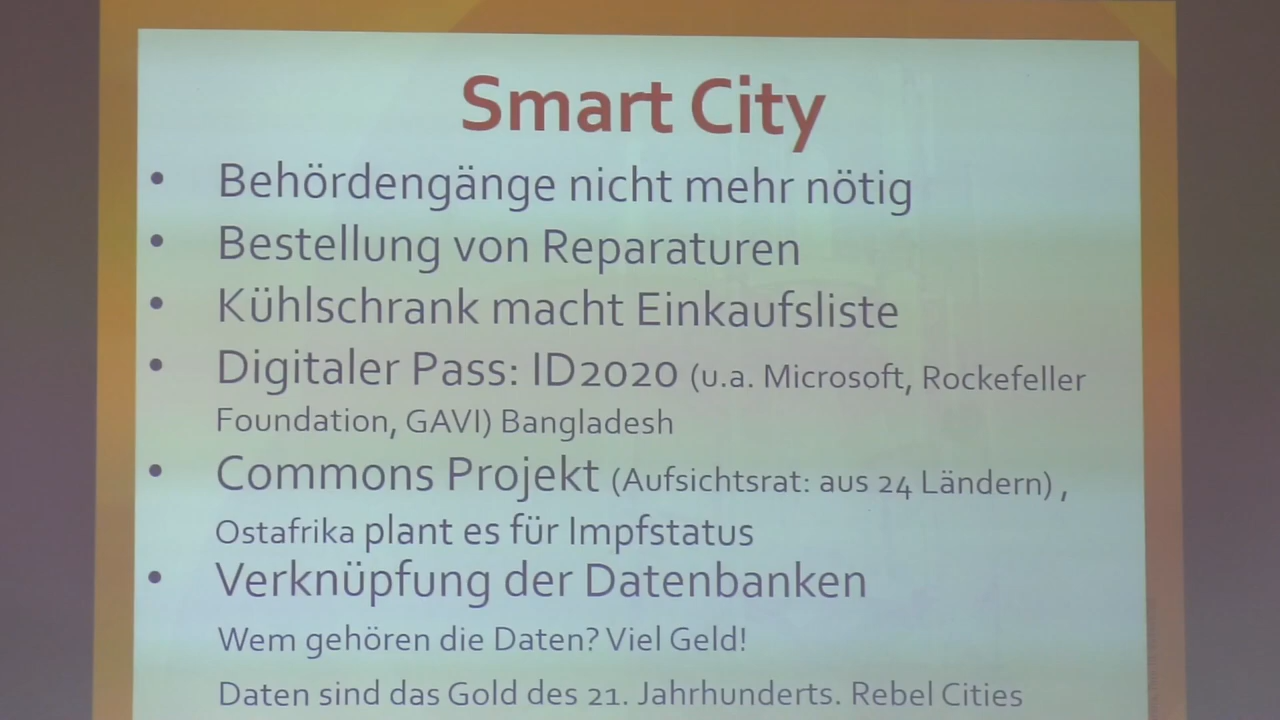 Smart City
• Behördengänge nicht mehr nötig
• Bestellung von Reparaturen
• Kühlschrank macht Einkaufsliste
• Digitaler Pass: ID2020 (u.a. Microsoft, Rockefeller
Foundation, GAVI) Bangladesh
• Commons Projekt (Aufsichtsrat: aus 24 Ländern) ,
Ostafrika plant es für Impfstatus
• Verknüpfung der Datenbanken
Wem gehören die Daten? Viel Geld!
Daten sind das Gold des 21. Jahrhunderts. Rebel Cities